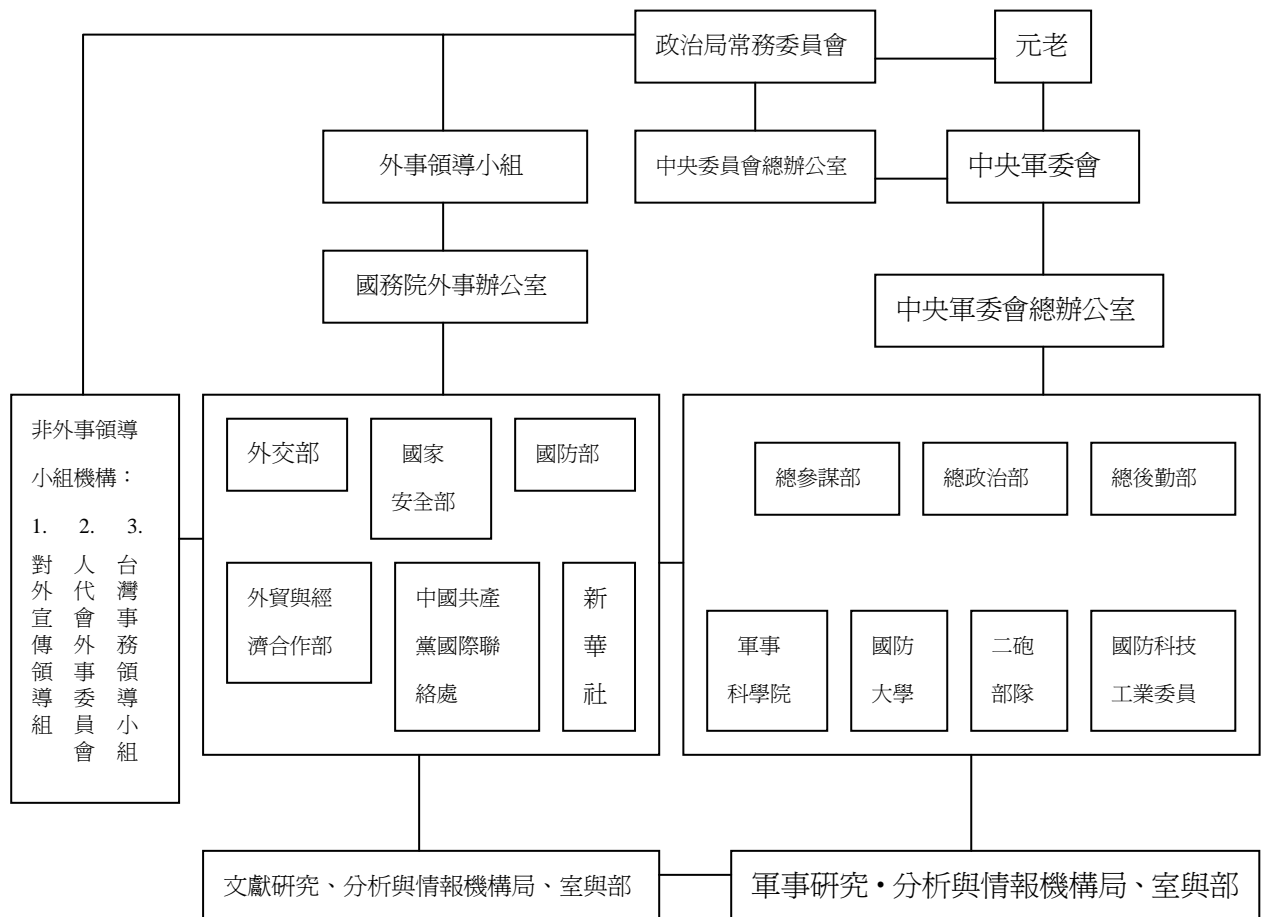 政治局常務委員會
元老
外事領導小組
中央委員會總辦公室
中央軍委會
國務院外事辦公室
中央軍委會總辦公室
非外事領導
小組機構：
1. 2. 3.
對外宣傳領導組
人代會外事委員會
台灣事務領導小組
外交部
國家
安全部
國防部
外貿與經
濟合作部
中國共產
黨國際聯
絡處
新
華
社
總參謀部
總政治部
總後勤部
軍事
科學院
國防
大學
二砲
部隊
國防科技
工業委員
文獻研究、分析與情報機構局、室與部
軍事研究‧分析與情報機構局、室與部